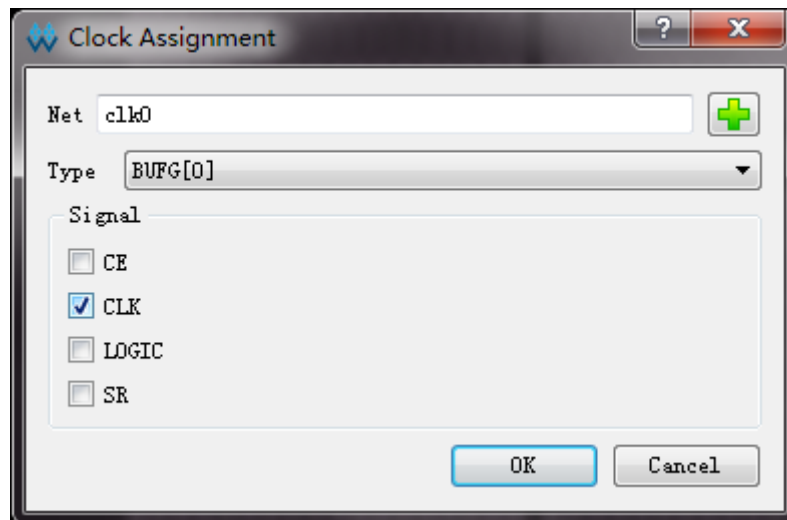 Clock Assignment
Net clk0
Type BUFG[0]
Signal
CE
CLK
LOGIC
SR
OK Cancel